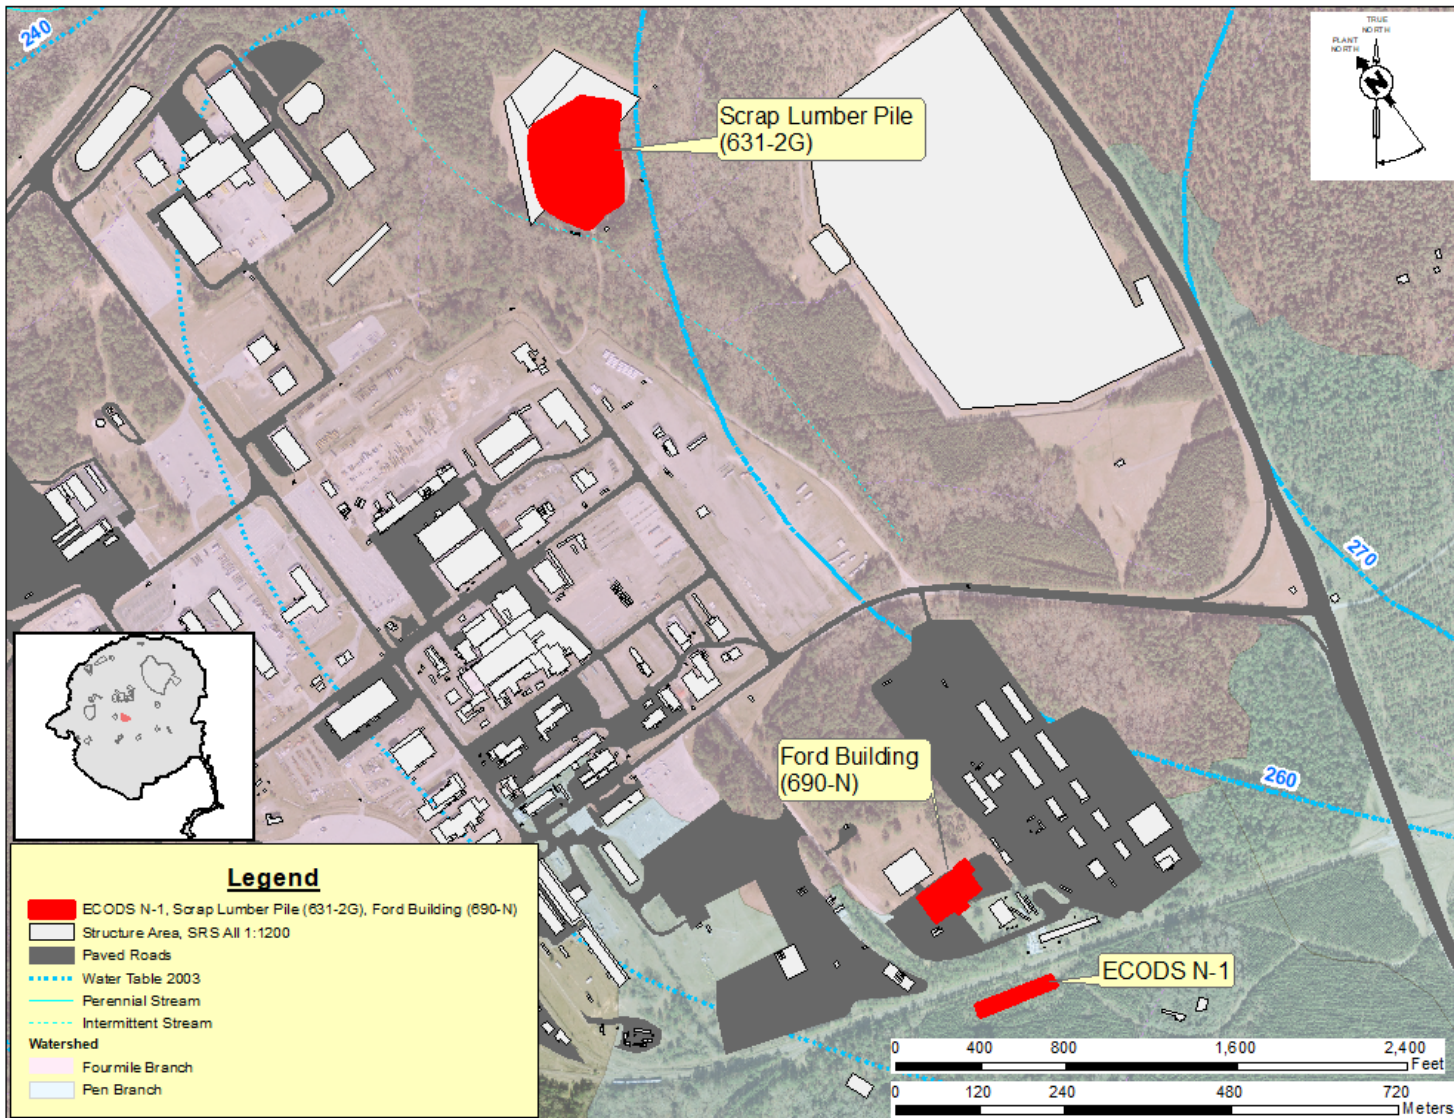 240
TRUE
NORTH
PLANT
NORTH
N
Scrap Lumber Pile
(631-2G)
270
Ford Building
(690-N)
260
ECODS N-1
Legend
ECODS N-1, Scrap Lumber Pile (631-2G), Ford Building (690-N)
Structure Area, SRS All 1:1200
Paved Roads
Water Table 2003
Perennial Stream
Intermittent Stream
Watershed
Fourmile Branch
Pen Branch
0 400 800 1,600 2,400
Feet
0 120 240 480 720
Meters